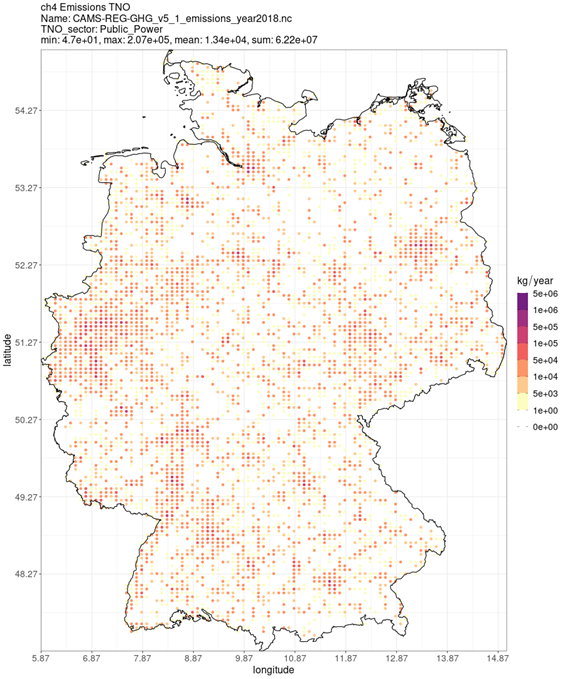 ch4 Emissions TNO
Name: CAMS-REG-GHG_v5_1_emissions_year2018.nc
TNO_sector: Public_Power
min: 4.7e+01, max: 2.07e+05, mean: 1.34e+04, sum: 6.22e+07
54.27
53.27
52.27
51.27
50.27
49.27
48.27
latitude
5.87 6.87 7.87 8.87 9.87 10.87 11.87 12.87 13.87 14.87
longitude
kg/year
5e+06
1e+06
5e+05
1e+05
5e+04
1e+04
5e+03
1e+00
0e+00